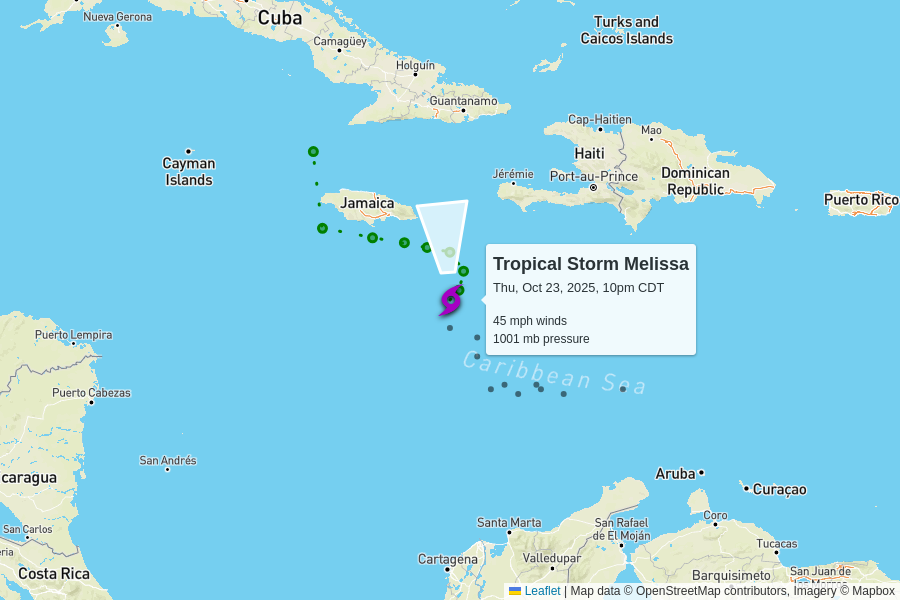 Nueva Gerona
Cuba
Camagüey
Holguín
Guantanamo
Turks and
Caicos Islands
Cayman
Islands
Jamaica
Cap-Haitien
Haiti
Jérémie
Port-au-Prince
Mao
Dominican
Republic
Puerto Rico
Tropical Storm Melissa
Thu, Oct 23, 2025, 10pm CDT
45 mph winds
1001 mb pressure
Caribbean Sea
Puerto Lempira
Puerto Cabezas
San Andrés
caragua
San Carlos
eria
Costa Rica
Aruba
Curaçao
Santa Marta
San Rafael
de El Moján
Coro
Cartagena
Valledupar
Tucacas
Barquisimeto
San Juan de
los Morros
Leaflet | Map data © OpenStreetMap contributors, Imagery © Mapbox